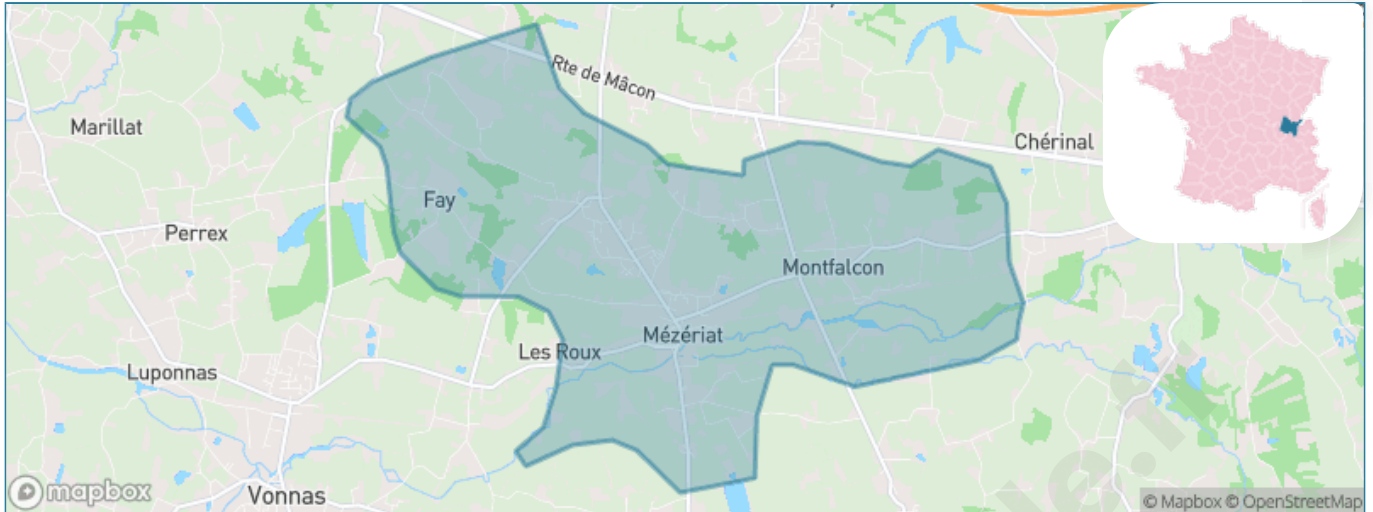 Rte de Mâcon
Marillat
Chérinal
Fay
Perrex
Montfalcon
Mézériat
Les Roux
Luponnas
Vonnas
mapbox
© Mapbox © OpenStreetMap